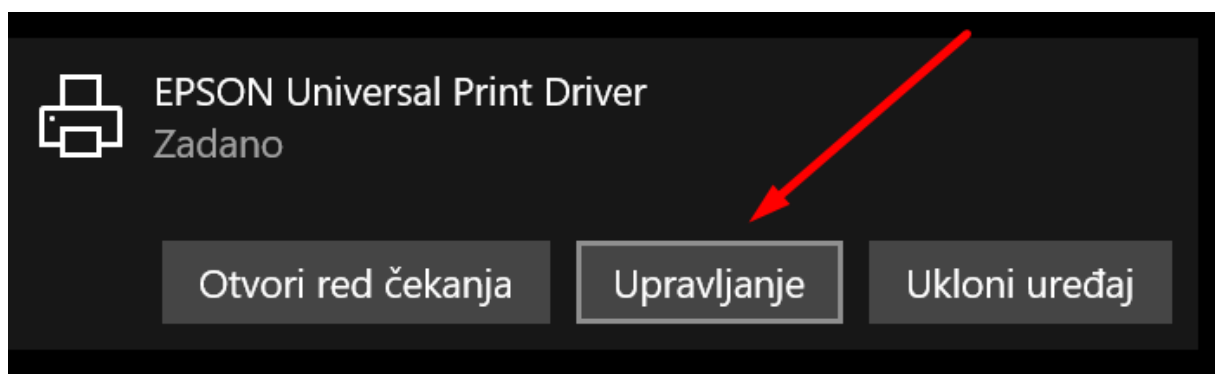 EPSON Universal Print Driver
Zadano
Otvori red čekanja Upravljanje Ukloni uređaj